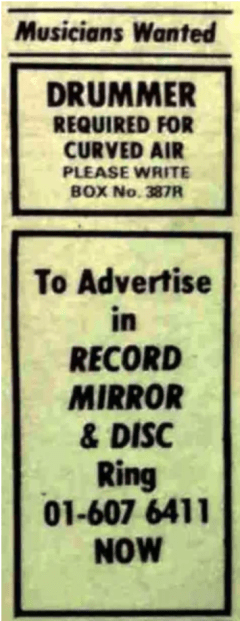 Musicians Wanted
DRUMMER
REQUIRED FOR
CURVED AIR
PLEASE WRITE
BOX No. 387R
To Advertise
in
RECORD
MIRROR
& DISC
Ring
01-607 6411
NOW